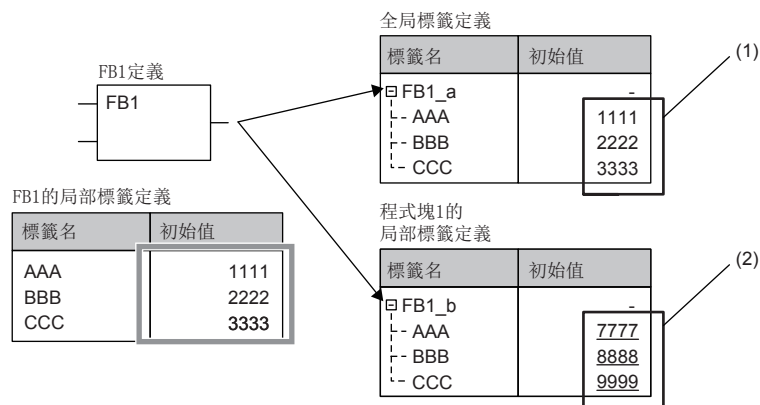 全局標籤定義
標籤名 初始值
FB1_a -
AAA 1111
BBB 2222
CCC 3333
(1)
FB1定義
FB1
FB1的局部標籤定義
標籤名 初始值
AAA 1111
BBB 2222
CCC 3333
程式塊1的
局部標籤定義
標籤名 初始值
FB1_b -
AAA 7777
BBB 8888
CCC 9999
(2)